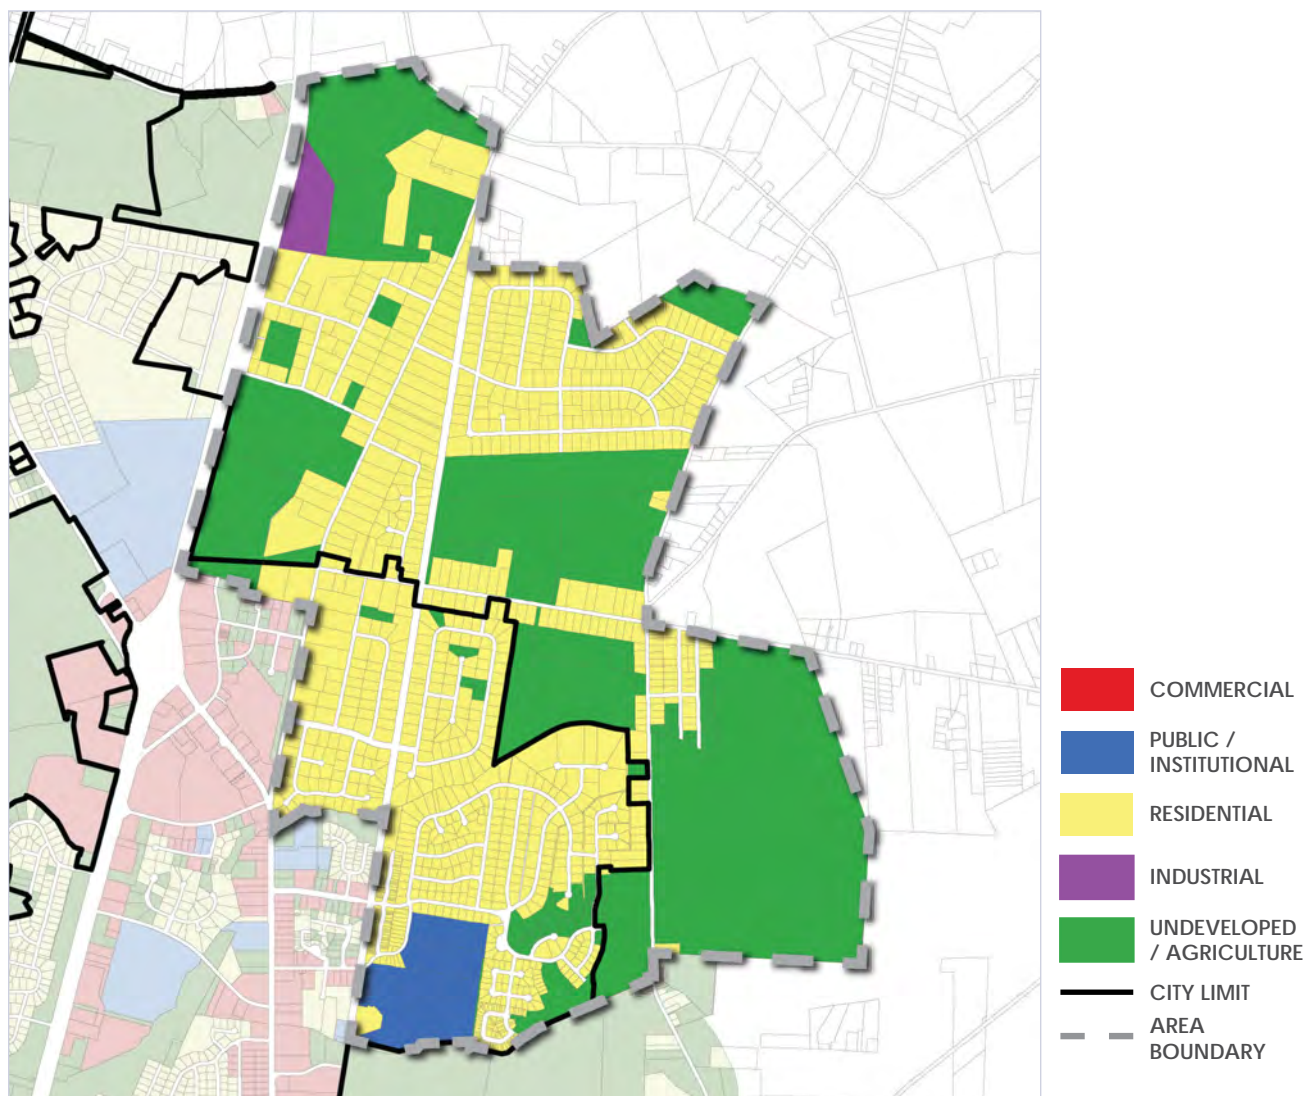 COMMERCIAL
PUBLIC /
INSTITUTIONAL
RESIDENTIAL
INDUSTRIAL
UNDEVELOPED
/ AGRICULTURE
CITY LIMIT
AREA
BOUNDARY